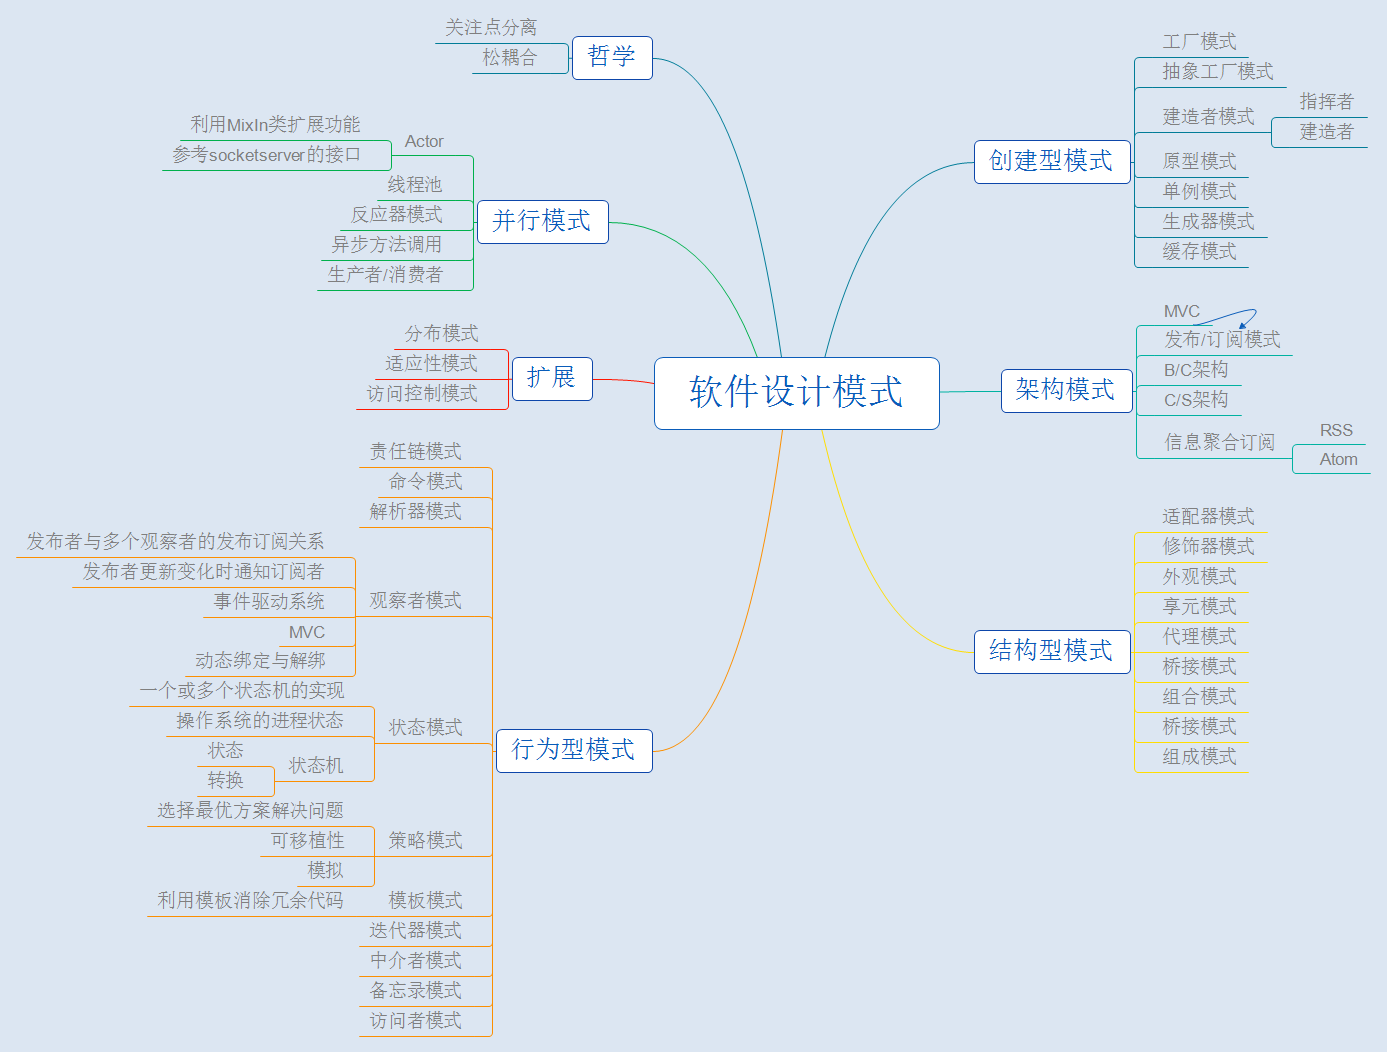 软件设计模式
哲学
关注点分离
松耦合
并行模式
Actor
利用MixIn类扩展功能
参考socketserver的接口
线程池
反应器模式
异步方法调用
生产者/消费者
扩展
分布模式
适应性模式
访问控制模式
行为型模式
责任链模式
命令模式
解析器模式
观察者模式
发布者与多个观察者的发布订阅关系
发布者更新变化时通知订阅者
事件驱动系统
MVC
动态绑定与解绑
状态模式
一个或多个状态机的实现
操作系统的进程状态
状态机
状态
转换
策略模式
选择最优方案解决问题
可移植性
模拟
模板模式
利用模板消除冗余代码
迭代器模式
中介者模式
备忘录模式
访问者模式
创建型模式
工厂模式
抽象工厂模式
建造者模式
指挥者
建造者
原型模式
单例模式
生成器模式
缓存模式
架构模式
MVC
发布/订阅模式
B/C架构
C/S架构
信息聚合订阅
RSS
Atom
结构型模式
适配器模式
修饰器模式
外观模式
享元模式
代理模式
桥接模式
组合模式
桥接模式
组成模式